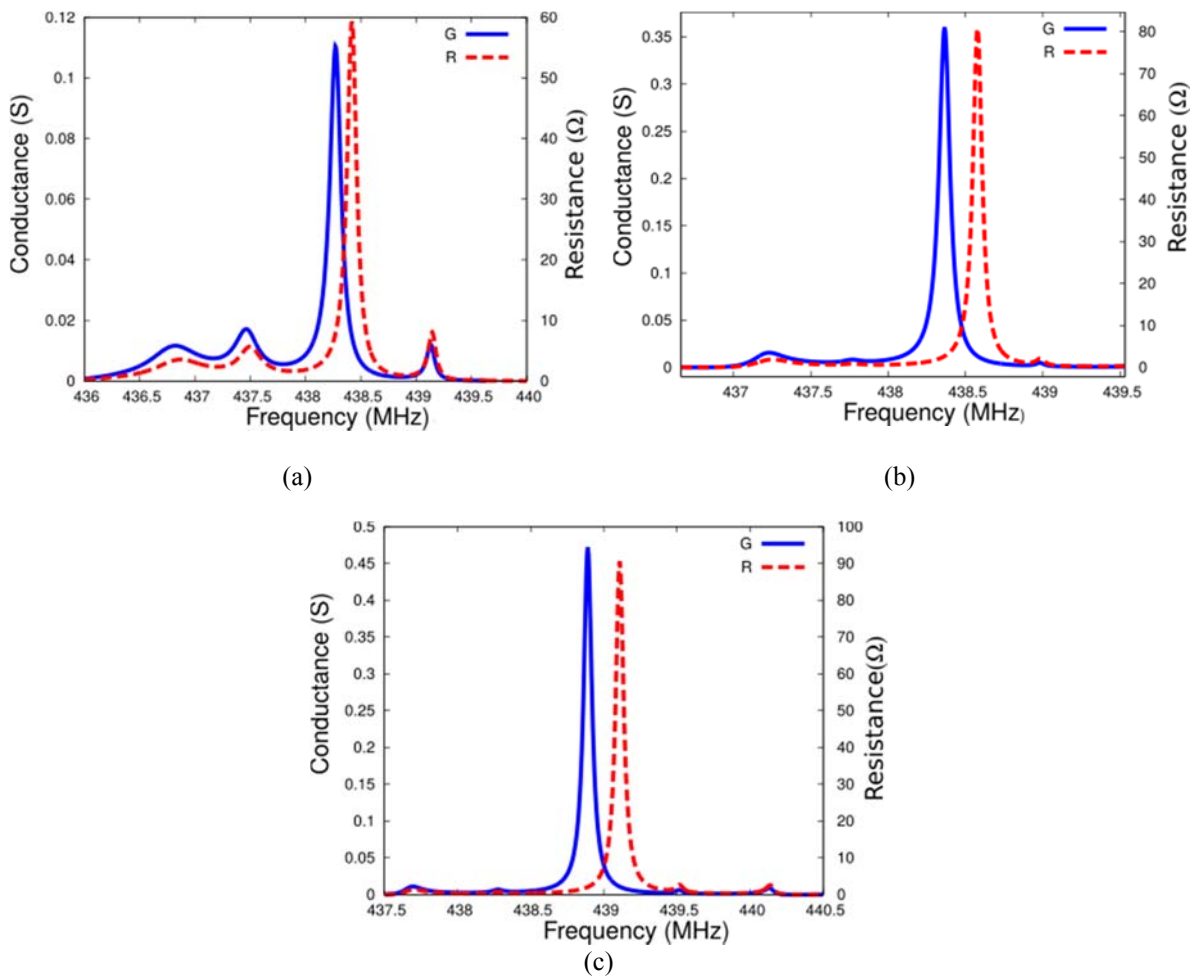 0.12
0.1
0.08
0.06
0.04
0.02
0
Conductance (S)
G
R
60
50
40
30
20
10
0
Resistance (Ω)
436 436.5 437 437.5 438 438.5 439 439.5 440
Frequency (MHz)
(a)
0.35
0.3
0.25
0.2
0.15
0.1
0.05
0
Conductance (S)
G
R
80
70
60
50
40
30
20
10
0
Resistance (Ω)
437 437.5 438 438.5 439 439.5
Frequency (MHz)
(b)
0.5
0.45
0.4
0.35
0.3
0.25
0.2
0.15
0.1
0.05
0
Conductance (S)
G
R
100
90
80
70
60
50
40
30
20
10
0
Resistance(Ω)
437.5 438 438.5 439 439.5 440 440.5
Frequency (MHz)
(c)